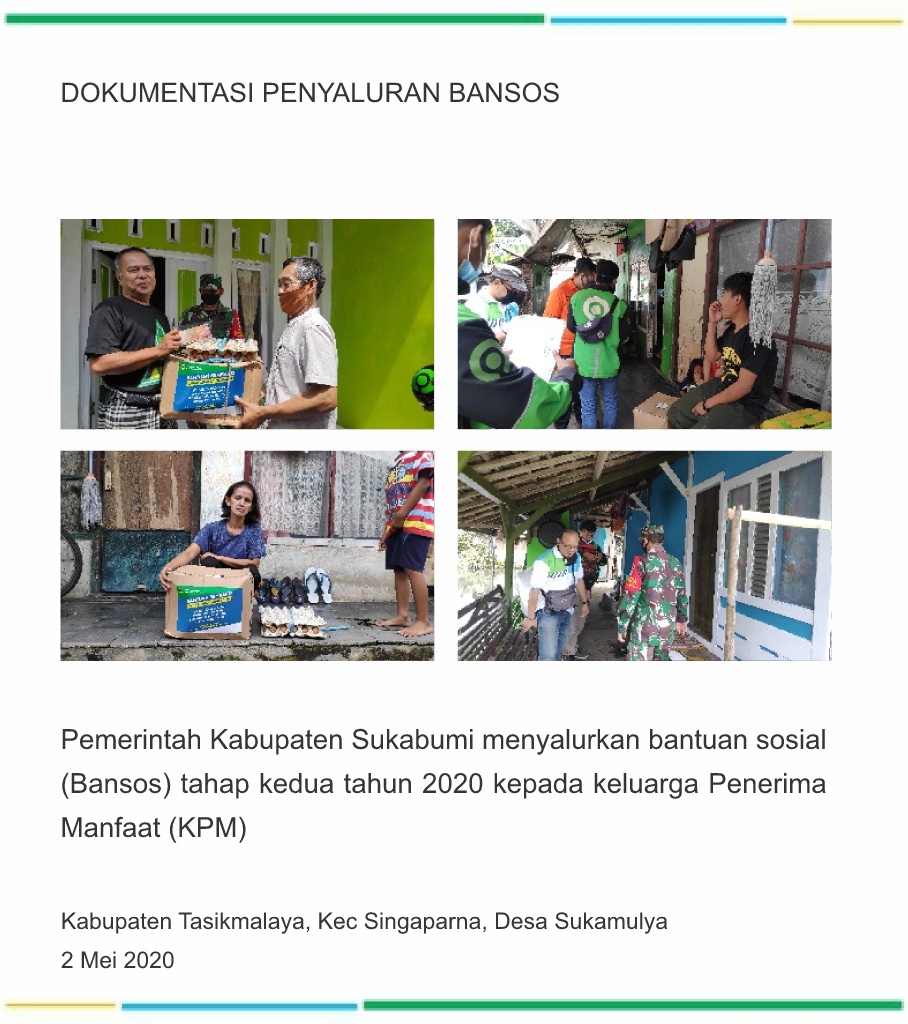 DOKUMENTASI PENYALURAN BANSOS
Pemerintah Kabupaten Sukabumi menyalurkan bantuan sosial
(Bansos) tahap kedua tahun 2020 kepada keluarga Penerima
Manfaat (KPM)
Kabupaten Tasikmalaya, Kec Singaparna, Desa Sukamulya
2 Mei 2020